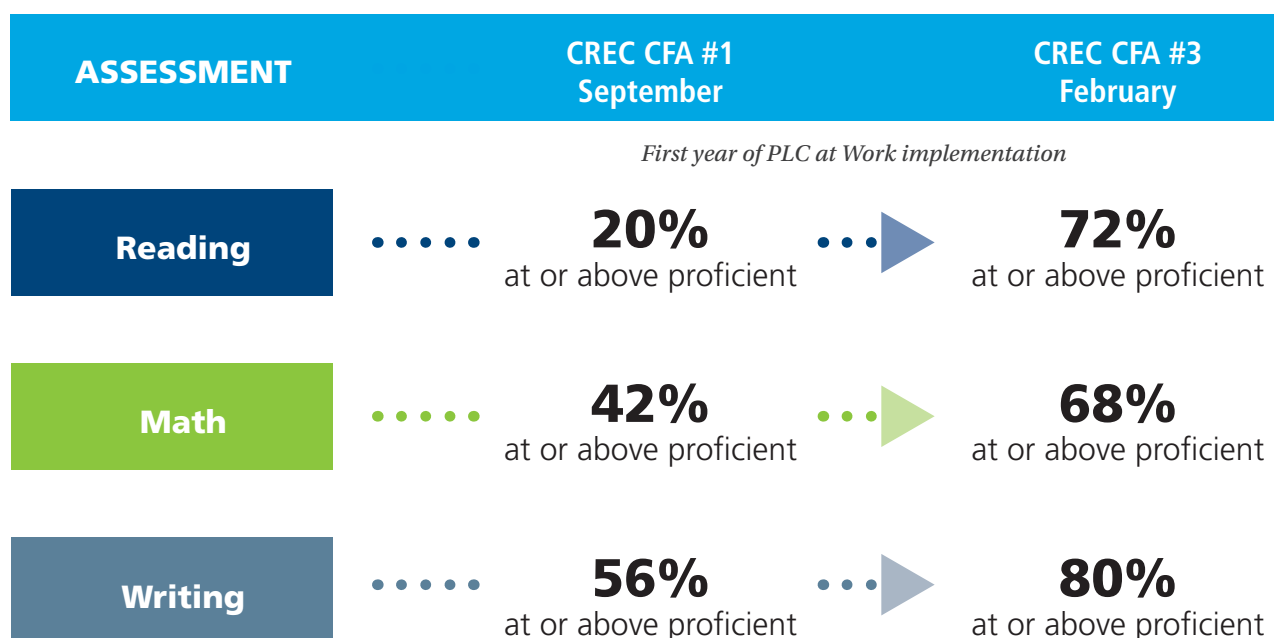 ASSESSMENT
CREC CFA #1
September
CREC CFA #3
February
First year of PLC at Work implementation
Reading
20%
at or above proficient
72%
at or above proficient
Math
42%
at or above proficient
68%
at or above proficient
Writing
56%
at or above proficient
80%
at or above proficient